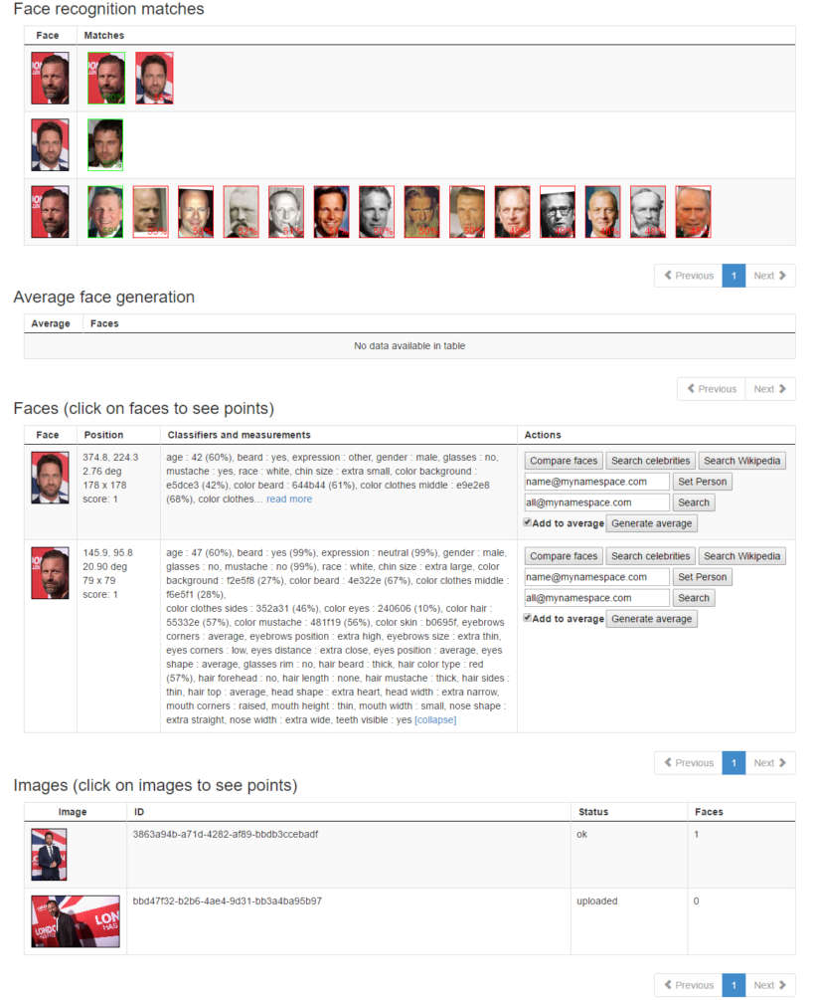 Face recognition matches
Face Matches
Average face generation
Previous 1 Next
Average Faces
No data available in table
Previous Next
Faces (click on faces to see points)
Face Position Classifiers and measurements Actions
374.8, 224.3
2.76 deg
178 x 178
score: 1
age : 42 (60%), beard : yes, expression : other, gender : male, glasses : no,
mustache : yes, race : white, chin size : extra small, color background :
e5dce3 (42%), color beard : 644b44 (61%), color clothes middle : e9e2e8
(68%), color clothes... read more
Compare faces Search celebrities Search Wikipedia
name@mynamespace.com Set Person
all@mynamespace.com Search
Add to average Generate average
145.9, 95.8
20.90 deg
79 x 79
score: 1
age : 47 (60%), beard : yes (99%), expression : neutral (99%), gender : male,
glasses : no, mustache : no (99%), race : white, chin size : extra large, color
background : f2e5f8 (27%), color beard : 4e322e (67%), color clothes middle :
f6e5f1 (28%),
color clothes sides : 352a31 (46%), color eyes : 240606 (10%), color hair :
55332e (57%), color mustache : 481f19 (56%), color skin : b0695f, eyebrows
corners : average, eyebrows position : extra high, eyebrows size : extra thin,
eyes corners : low, eyes distance : extra close, eyes position : average, eyes
shape : average, glasses rim : no, hair beard : thick, hair color type : red
(57%), hair forehead : no, hair length : none, hair mustache : thick, hair sides :
thin, hair top : average, head shape : extra heart, head width : extra narrow,
mouth corners : raised, mouth height : thin, mouth width : small, nose shape :
extra straight, nose width : extra wide, teeth visible : yes [collapse]
Compare faces Search celebrities Search Wikipedia
name@mynamespace.com Set Person
all@mynamespace.com Search
Add to average Generate average
Previous 1 Next
Images (click on images to see points)
Image ID Status Faces
3863a94b-a71d-4282-af89-bbdb3ccebadf ok 1
bbd47f32-b2b6-4ae4-9d31-bb3a4ba95b97 uploaded 0
LON
Previous 1 Next